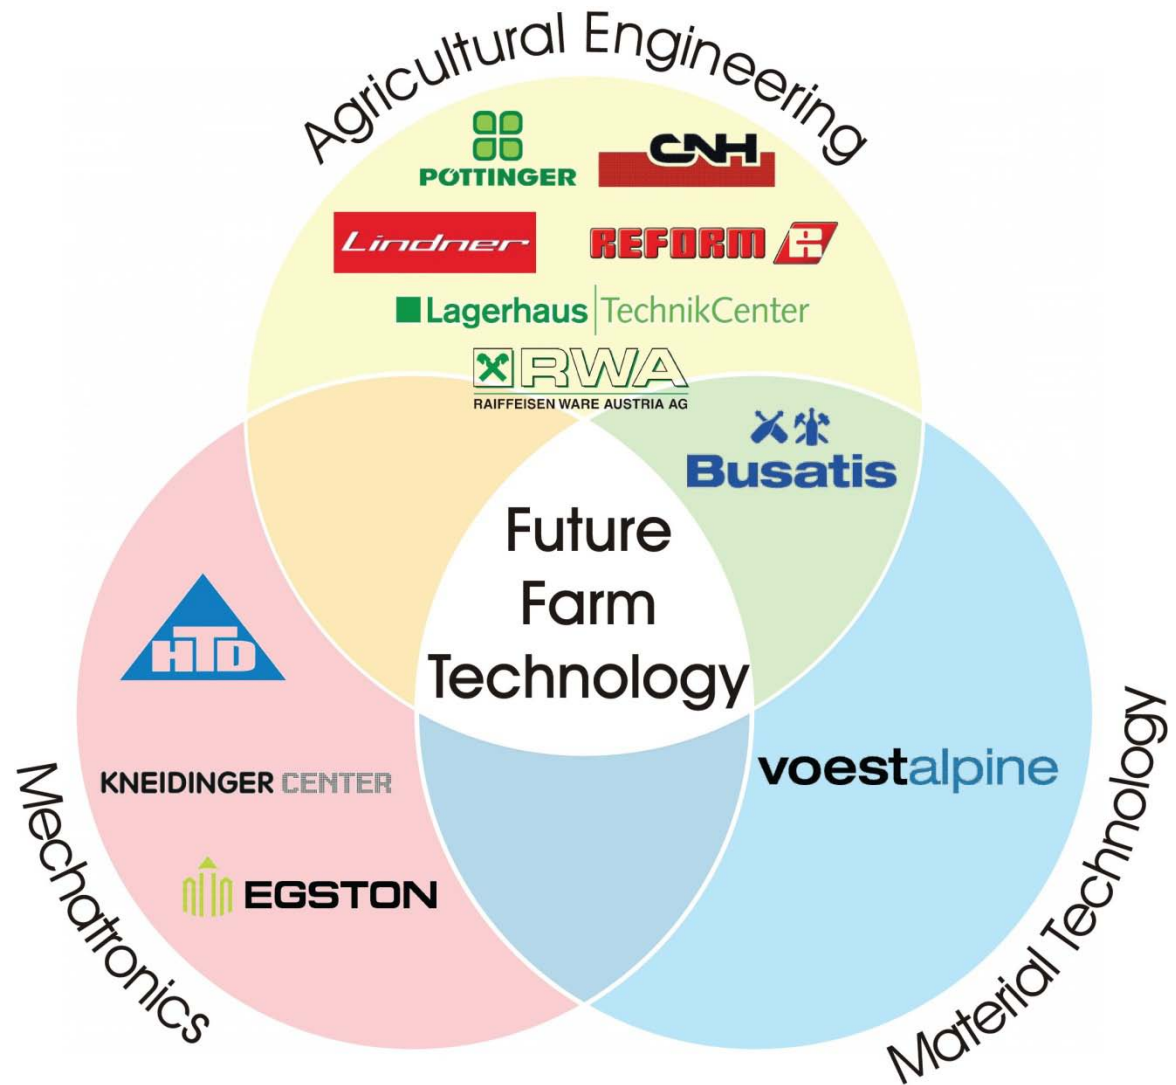 Agricultural Engineering
PÖTTINGER
CNH
Lindner
REFORM R
Lagerhaus TechnikCenter
RWA
RAIFFEISEN WARE AUSTRIA AG
Busatis
Future
Farm
Technology
HTD
KNEIDINGER CENTER
EGSTON
voestalpine
Mechatronics
Material Technology